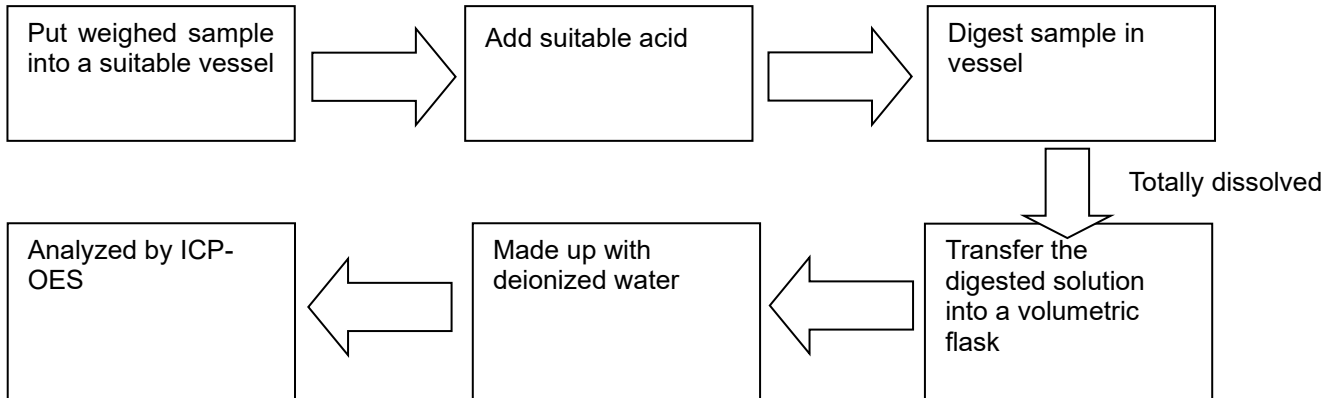 Put weighed sample
into a suitable vessel
Add suitable acid
Digest sample in
vessel
Totally dissolved
Transfer the
digested solution
into a volumetric
flask
Made up with
deionized water
Analyzed by ICP-
OES